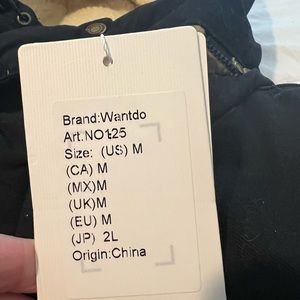 Brand:Wantdo
Art.NO125
Size: (US) M
(CA) M
(MX)M
(UK)M
(EU) M
(JP) 2L
Origin:China